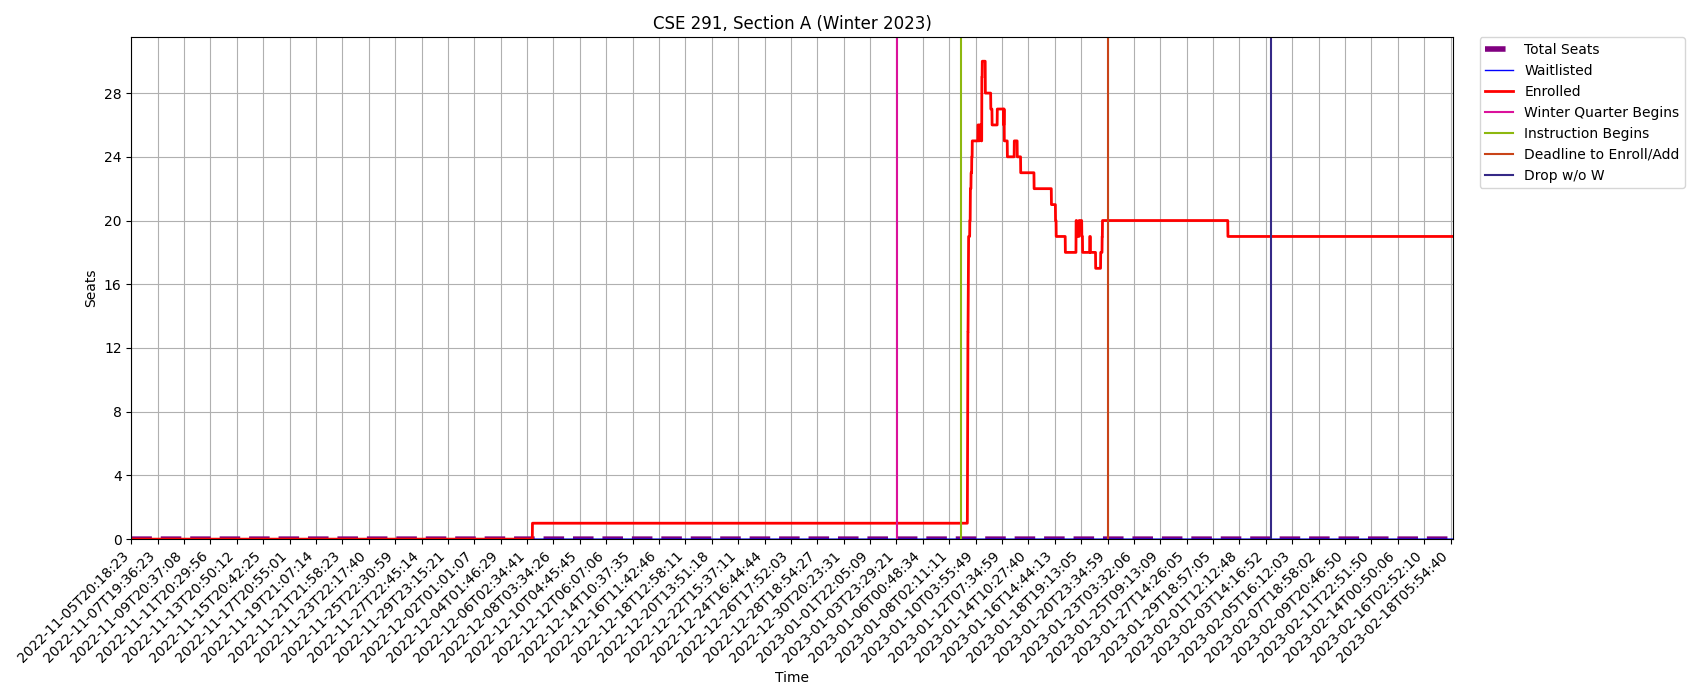 CSE 291, Section A (Winter 2023)
Total Seats
Waitlisted
Enrolled
Winter Quarter Begins
Instruction Begins
Deadline to Enroll/Add
Drop w/o W
Seats
28
24
20
16
12
8
4
0
2022-11-05T20:18:23
2022-11-07T19:36:23
2022-11-09T20:37:08
2022-11-11T20:29:56
2022-11-13T20:50:12
2022-11-15T20:42:25
2022-11-17T20:55:01
2022-11-19T21:07:14
2022-11-21T21:58:23
2022-11-23T22:17:40
2022-11-25T22:30:59
2022-11-27T22:45:14
2022-11-29T23:15:21
2022-12-02T01:01:07
2022-12-04T01:46:29
2022-12-06T02:34:41
2022-12-08T03:34:26
2022-12-10T04:45:45
2022-12-12T06:07:06
2022-12-14T10:37:35
2022-12-16T11:42:46
2022-12-18T12:58:11
2022-12-20T13:51:18
2022-12-22T15:37:11
2022-12-24T16:44:44
2022-12-26T17:52:03
2022-12-28T18:54:27
2022-12-30T20:23:31
2023-01-01T22:05:09
2023-01-03T23:29:21
2023-01-06T00:48:34
2023-01-08T02:11:11
2023-01-10T03:55:49
2023-01-12T07:34:59
2023-01-14T10:27:40
2023-01-16T14:44:13
2023-01-18T19:13:05
2023-01-20T23:34:59
2023-01-23T03:32:06
2023-01-25T09:13:09
2023-01-27T14:26:05
2023-01-29T18:57:05
2023-02-01T12:12:48
2023-02-03T14:16:52
2023-02-05T16:12:03
2023-02-07T18:58:02
2023-02-09T20:46:50
2023-02-11T22:51:50
2023-02-14T00:50:06
2023-02-16T02:52:10
2023-02-18T05:54:40
Time